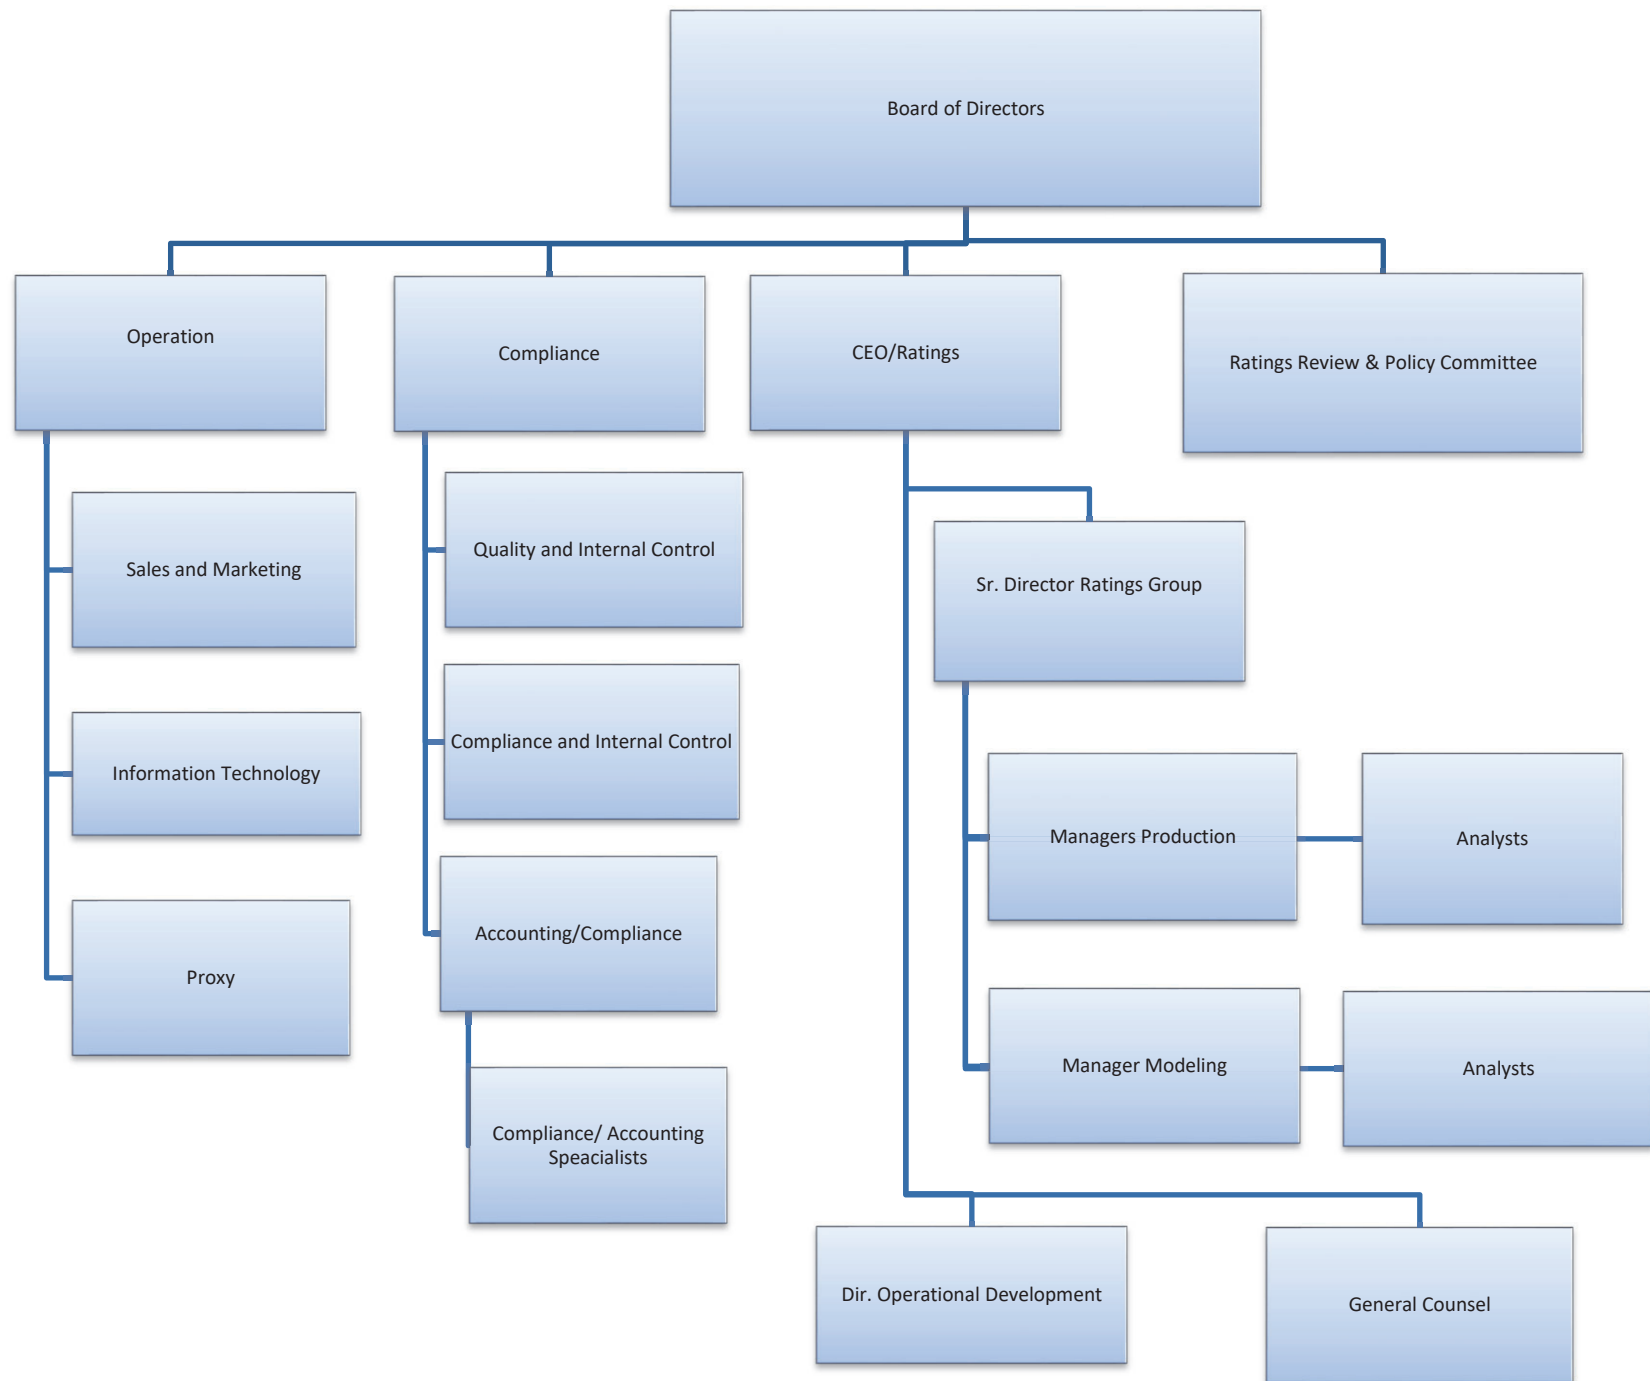 Board of Directors
Operation
Compliance
CEO/Ratings
Ratings Review & Policy Committee
Sales and Marketing
Information Technology
Proxy
Quality and Internal Control
Compliance and Internal Control
Accounting/Compliance
Compliance/ Accounting
Speacialists
Sr. Director Ratings Group
Managers Production
Analysts
Manager Modeling
Analysts
Dir. Operational Development
General Counsel